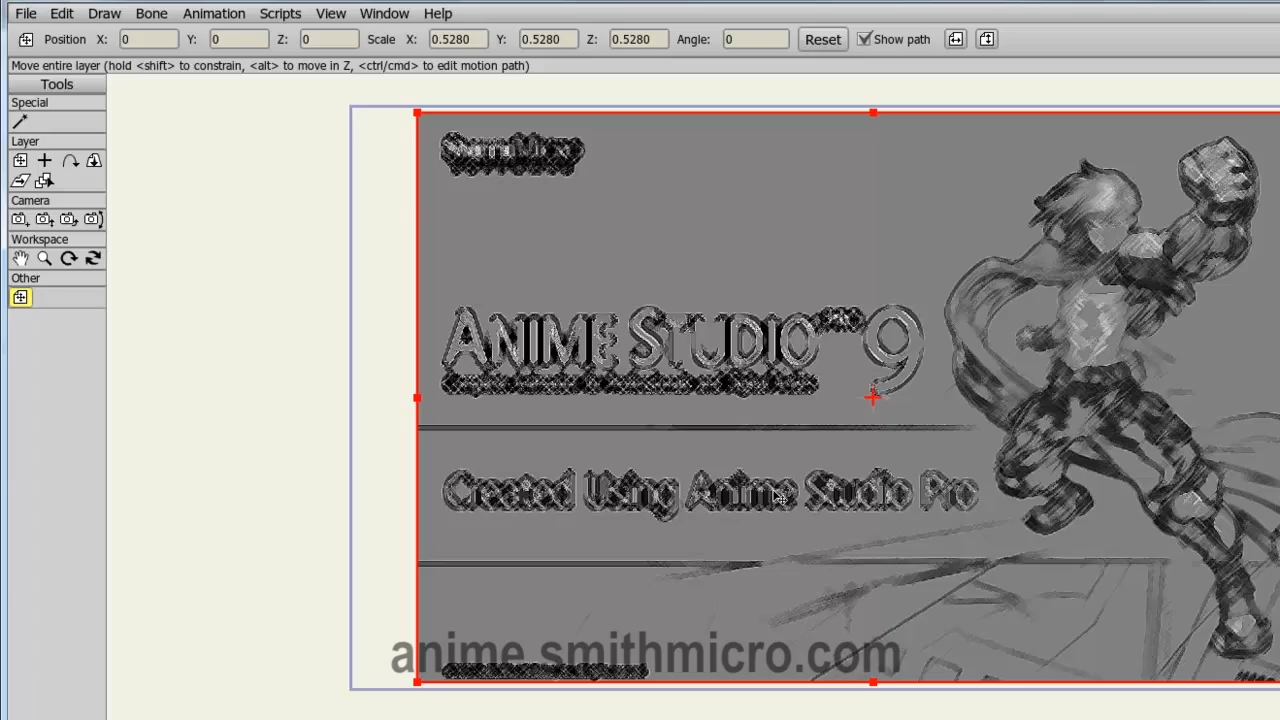 File Edit Draw Bone Animation Scripts View Window Help
Position X: 0 Y: 0 Z: 0 Scale X: 0.5280 Y: 0.5280 Z: 0.5280 Angle: 0 Reset Show path
Move entire layer (hold <shift> to constrain, <alt> to move in Z, <ctrl/cmd> to edit motion path)
Tools
Special
Layer
Camera
Workspace
Other
SmithMicro
ANIME STUDIO PRO 9
Created Using Anime Studio Pro
anime.smithmicro.com